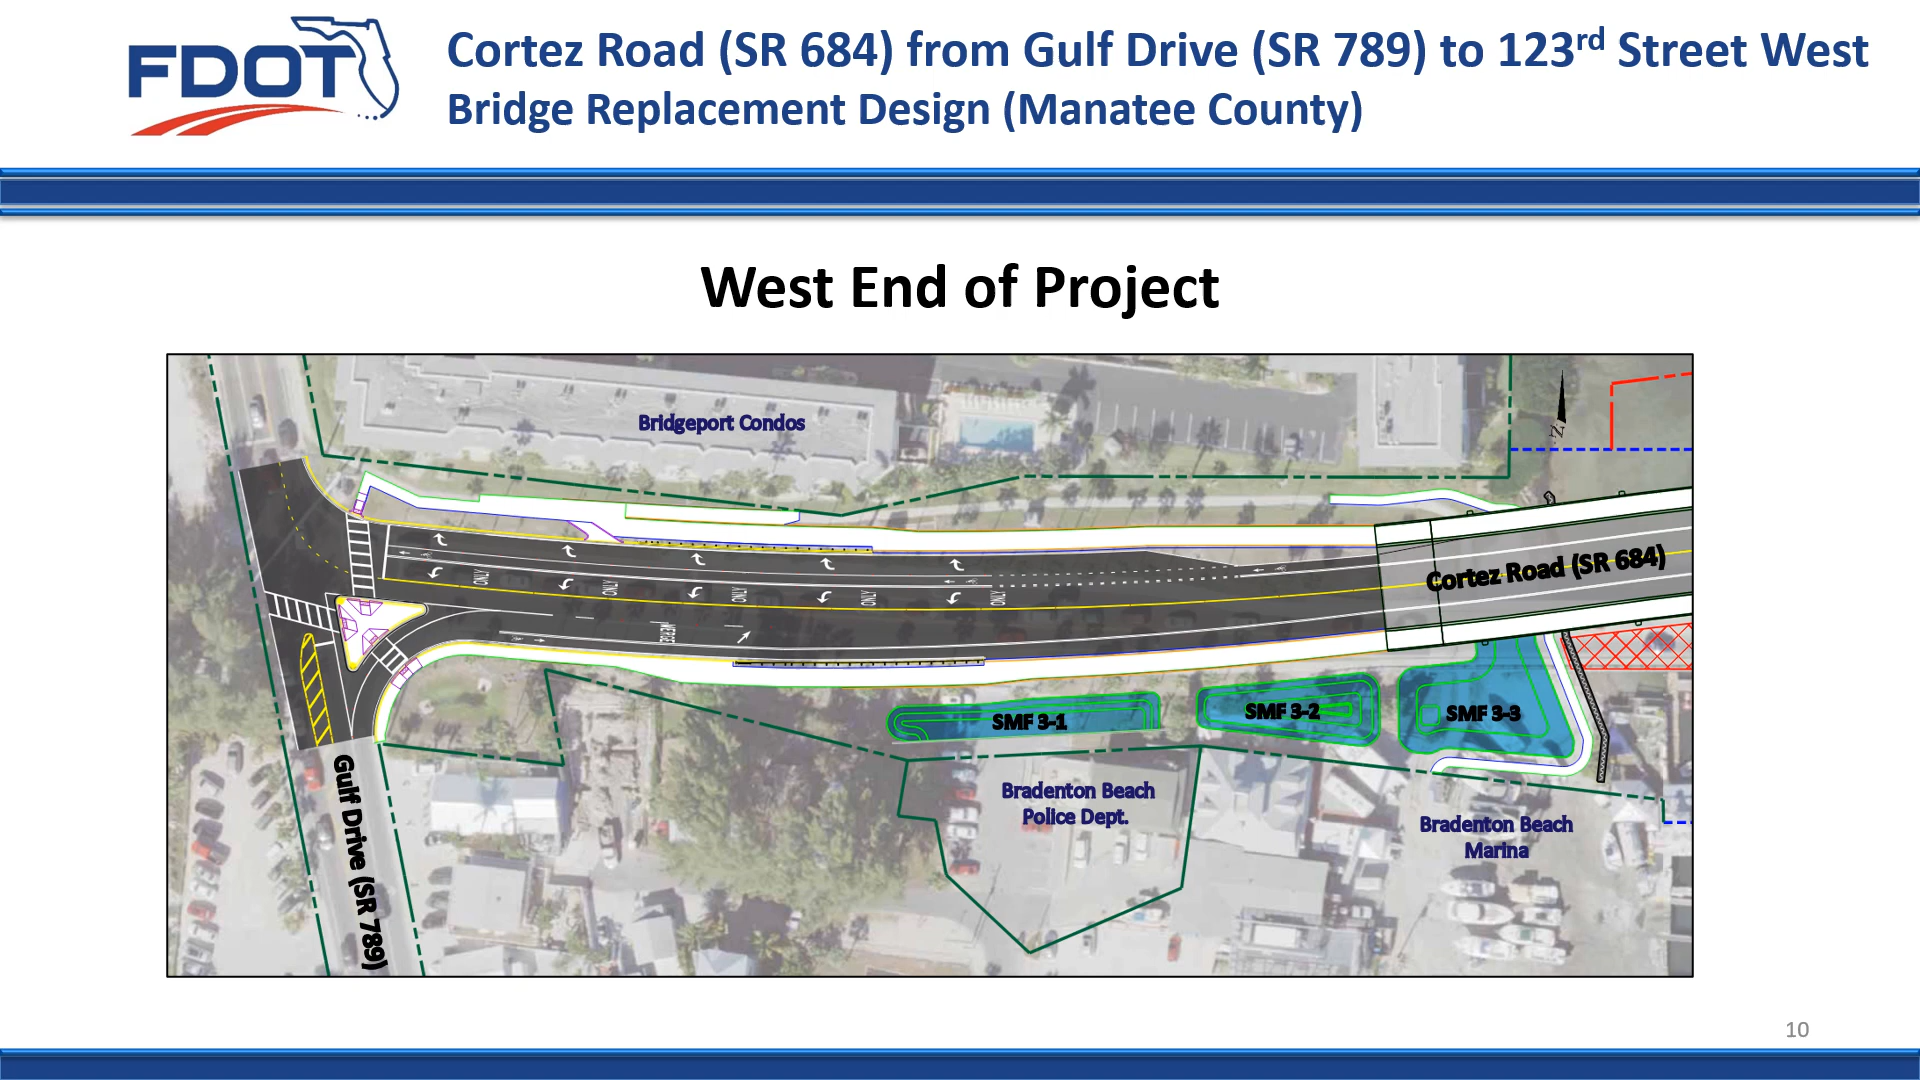 FDOT
Cortez Road (SR 684) from Gulf Drive (SR 789) to 123rd Street West
Bridge Replacement Design (Manatee County)
West End of Project
Bridgeport Condos
N
Cortez Road (SR 684)
ONLY
ONLY
ONLY
ONLY
ONLY
MERGE
SMF 3-1
SMF 3-2
SMF 3-3
Gulf Drive (SR 789)
Bradenton Beach
Police Dept.
Bradenton Beach
Marina
10